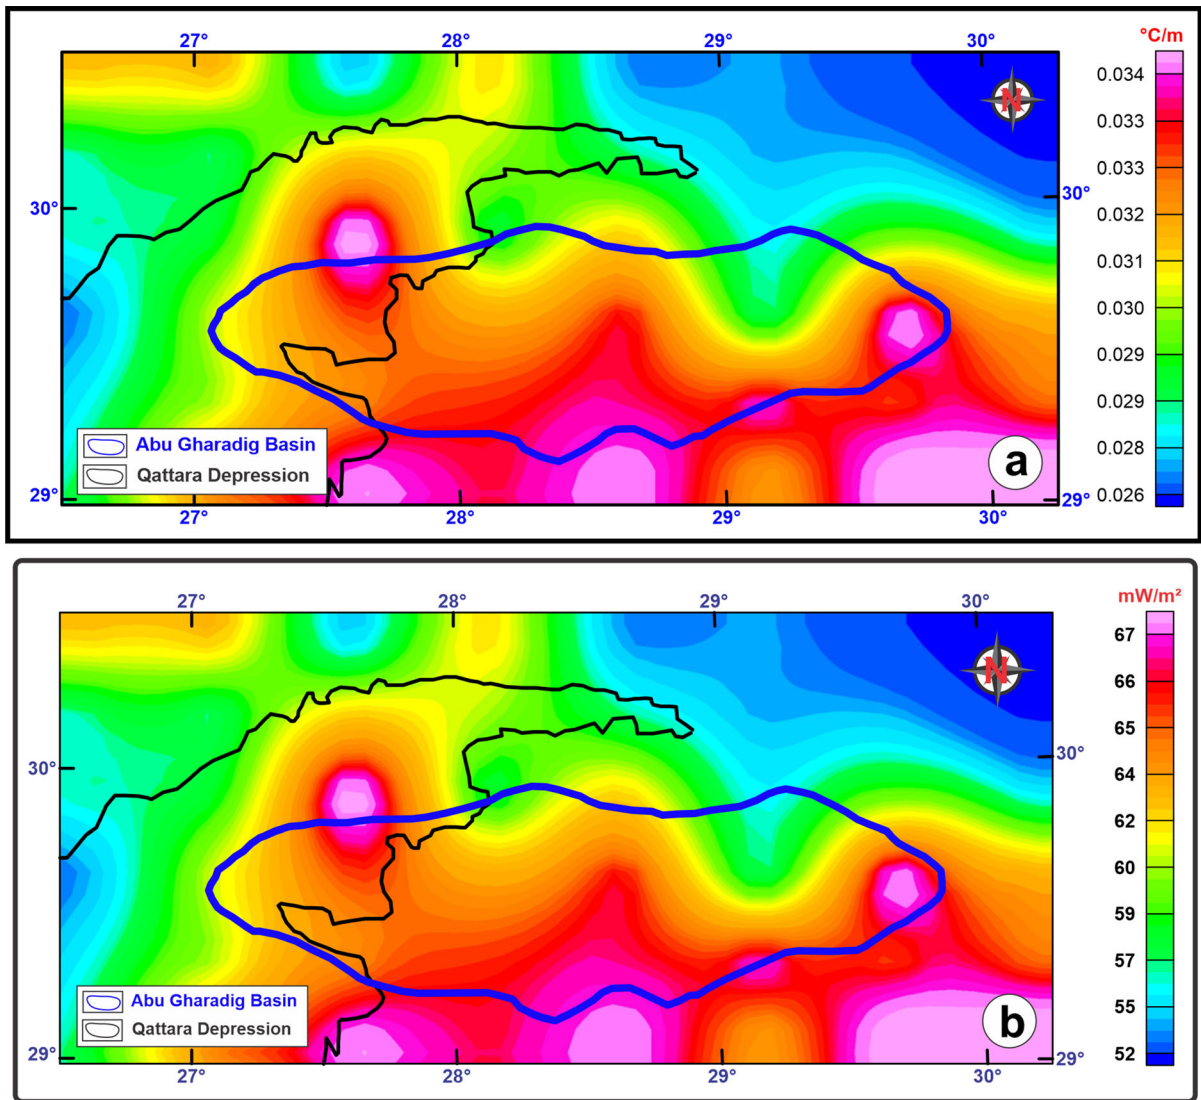 27° 28° 29° 30°
°C/m
0.034
0.033
0.033
0.032
0.031
0.030
0.029
0.029
0.028
0.026
N
30° 30°
Abu Gharadig Basin
Qattara Depression
a
29° 29°
27° 28° 29° 30°
mW/m²
27° 28° 29° 30°
67
66
65
64
62
60
59
57
55
52
N
30° 30°
Abu Gharadig Basin
Qattara Depression
b
29° 29°
27° 28° 29° 30°